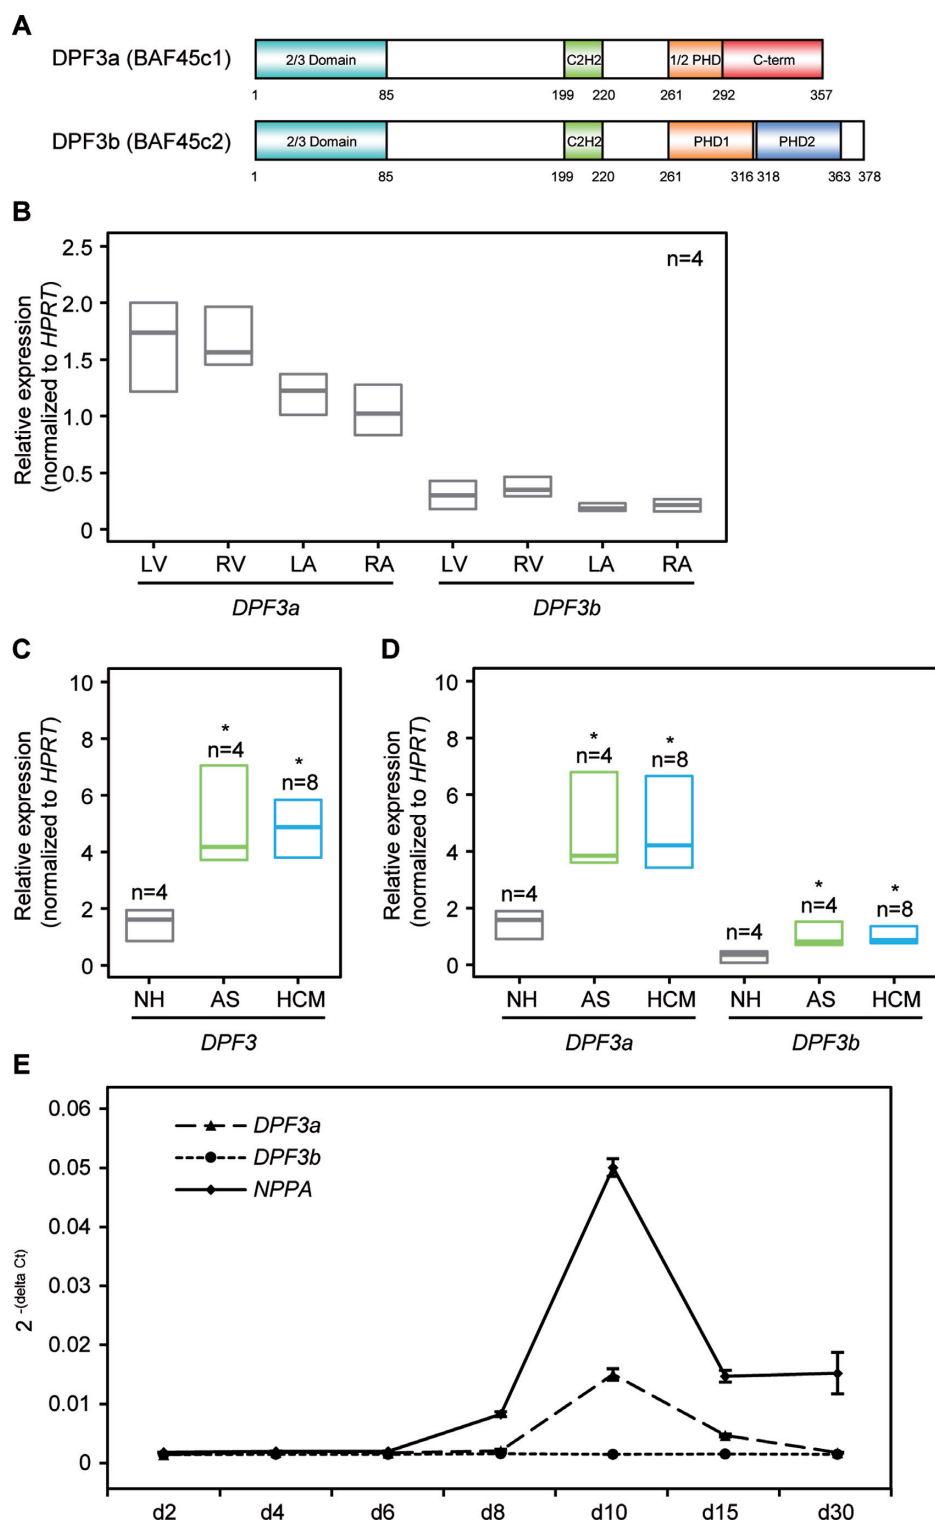 A
DPF3a (BAF45c1)
2/3 Domain
C2H2
1/2 PHD
C-term
1 85 199 220 261 292 357
DPF3b (BAF45c2)
2/3 Domain
C2H2
PHD1
PHD2
1 85 199 220 261 316 318 363 378
B
Relative expression
(normalized to HPRT)
2.5
2.0
1.5
1.0
0.5
0
n=4
LV RV LA RA LV RV LA RA
DPF3a DPF3b
C
Relative expression
(normalized to HPRT)
10
8
6
4
2
0
n=4
*
n=4
*
n=8
NH AS HCM
DPF3
D
Relative expression
(normalized to HPRT)
10
8
6
4
2
0
n=4
*
n=4
*
n=8
n=4
*
n=4
*
n=8
NH AS HCM NH AS HCM
DPF3a DPF3b
E
2 -(delta Ct)
0.06
0.05
0.04
0.03
0.02
0.01
0
DPF3a
DPF3b
NPPA
d2 d4 d6 d8 d10 d15 d30